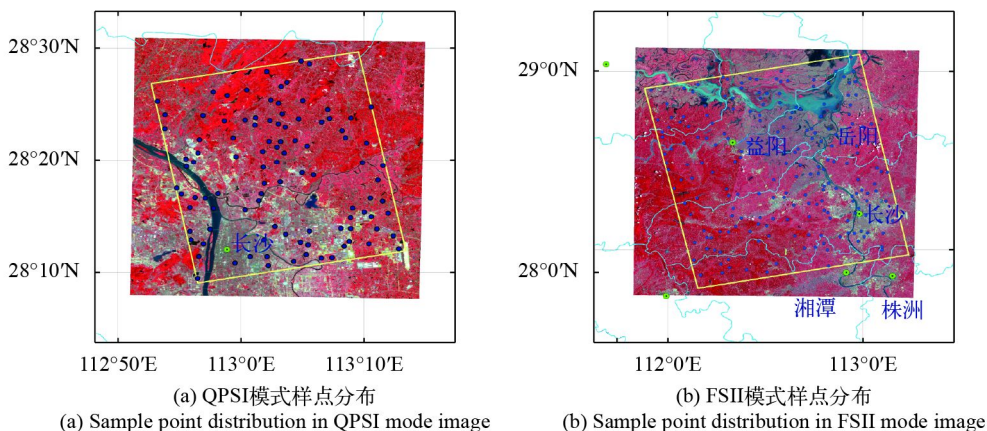 28°30′N
28°20′N
28°10′N
长沙
112°50′E
113°0′E
113°10′E
(a) QPSI模式样点分布
(a) Sample point distribution in QPSI mode image
29°0′N
28°0′N
益阳
岳阳
长沙
湘潭
株洲
112°0′E
113°0′E
(b) FSII模式样点分布
(b) Sample point distribution in FSII mode image